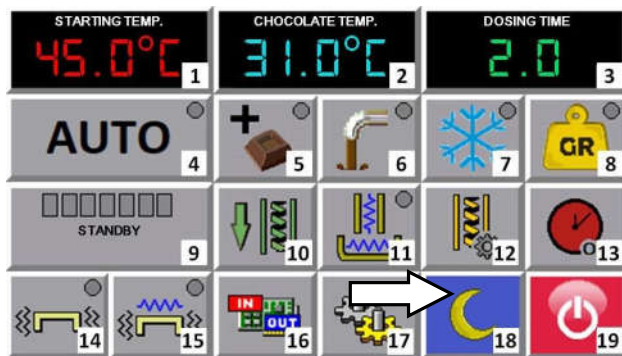 STARTING TEMP.
45.0°C
1
CHOCOLATE TEMP.
31.0°C
2
DOSING TIME
2.0
3
AUTO
4
+
5
6
7
GR
8
STANDBY
9
10
11
12
13
14
15
IN
OUT
16
17
18
19